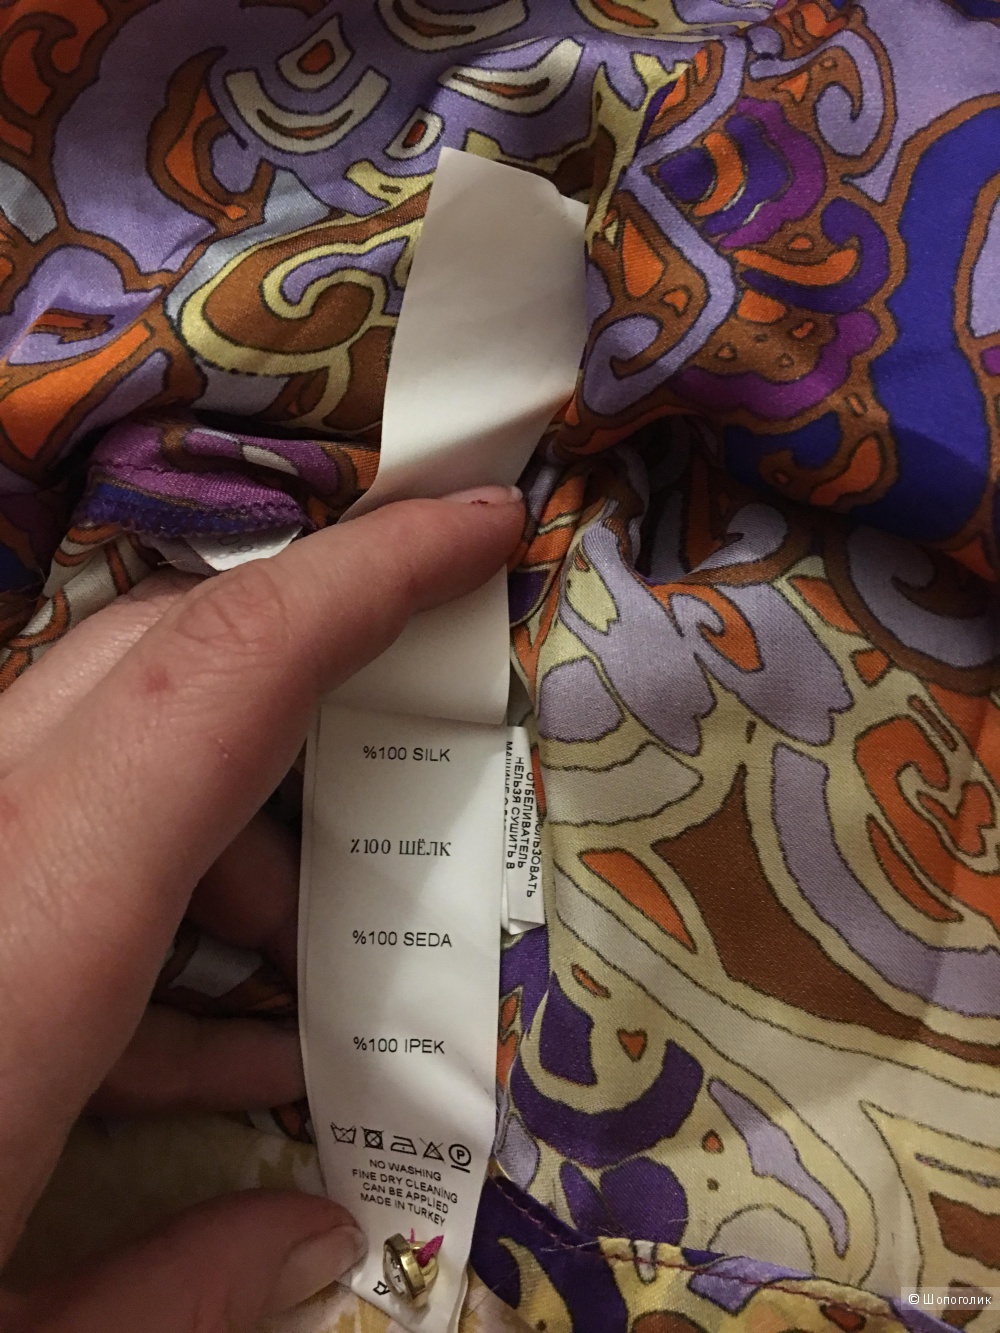 %100 SILK
%100 ШЁЛК
%100 SEDA
%100 IPEK
P
NO WASHING
FINE DRY CLEANING
CAN BE APPLIED
MADE IN TURKEY
ОТБЕЛИВАТЕЛЬ
НЕЛЬЗЯ СУШИТЬ В
© Шопоголик